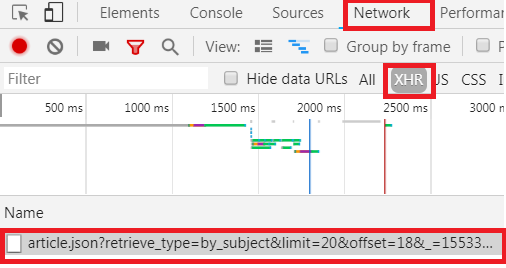 Elements Console Sources Network Performa
View: Group by frame P
Filter Hide data URLs All XHR JS CSS I
500 ms 1000 ms 1500 ms 2000 ms 2500 ms 3000 m
Name
article.json?retrieve_type=by_subject&limit=20&offset=18&_=15533...